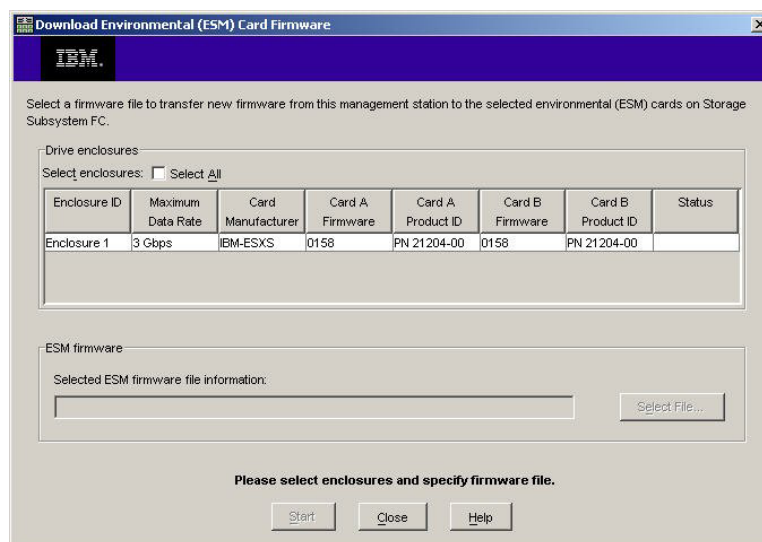 Download Environmental (ESM) Card Firmware
IBM.
Select a firmware file to transfer new firmware from this management station to the selected environmental (ESM) cards on Storage
Subsystem FC.
Drive enclosures
Select enclosures: Select All
Enclosure ID Maximum Data Rate Card Manufacturer Card A Firmware Card A Product ID Card B Firmware Card B Product ID Status
Enclosure 1 3 Gbps IBM-ESXS 0158 PN 21204-00 0158 PN 21204-00
ESM firmware
Selected ESM firmware file information:
Select File...
Please select enclosures and specify firmware file.
Start Close Help